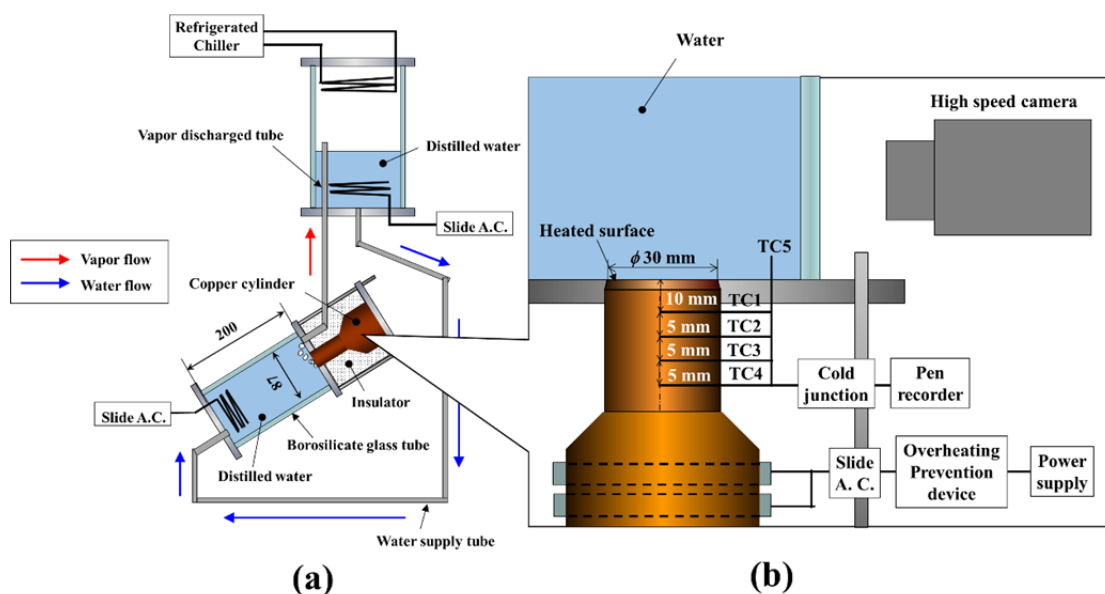 Refrigerated
Chiller
Vapor discharged tube
Distilled water
Slide A.C.
Vapor flow
Water flow
Copper cylinder
200
87
Insulator
Slide A.C.
Borosilicate glass tube
Distilled water
Water supply tube
(a)
Water
High speed camera
Heated surface
TC5
ϕ 30 mm
10 mm TC1
5 mm TC2
5 mm TC3
5 mm TC4
Cold
junction
Pen
recorder
Slide
A. C.
Overheating
Prevention
device
Power
supply
(b)